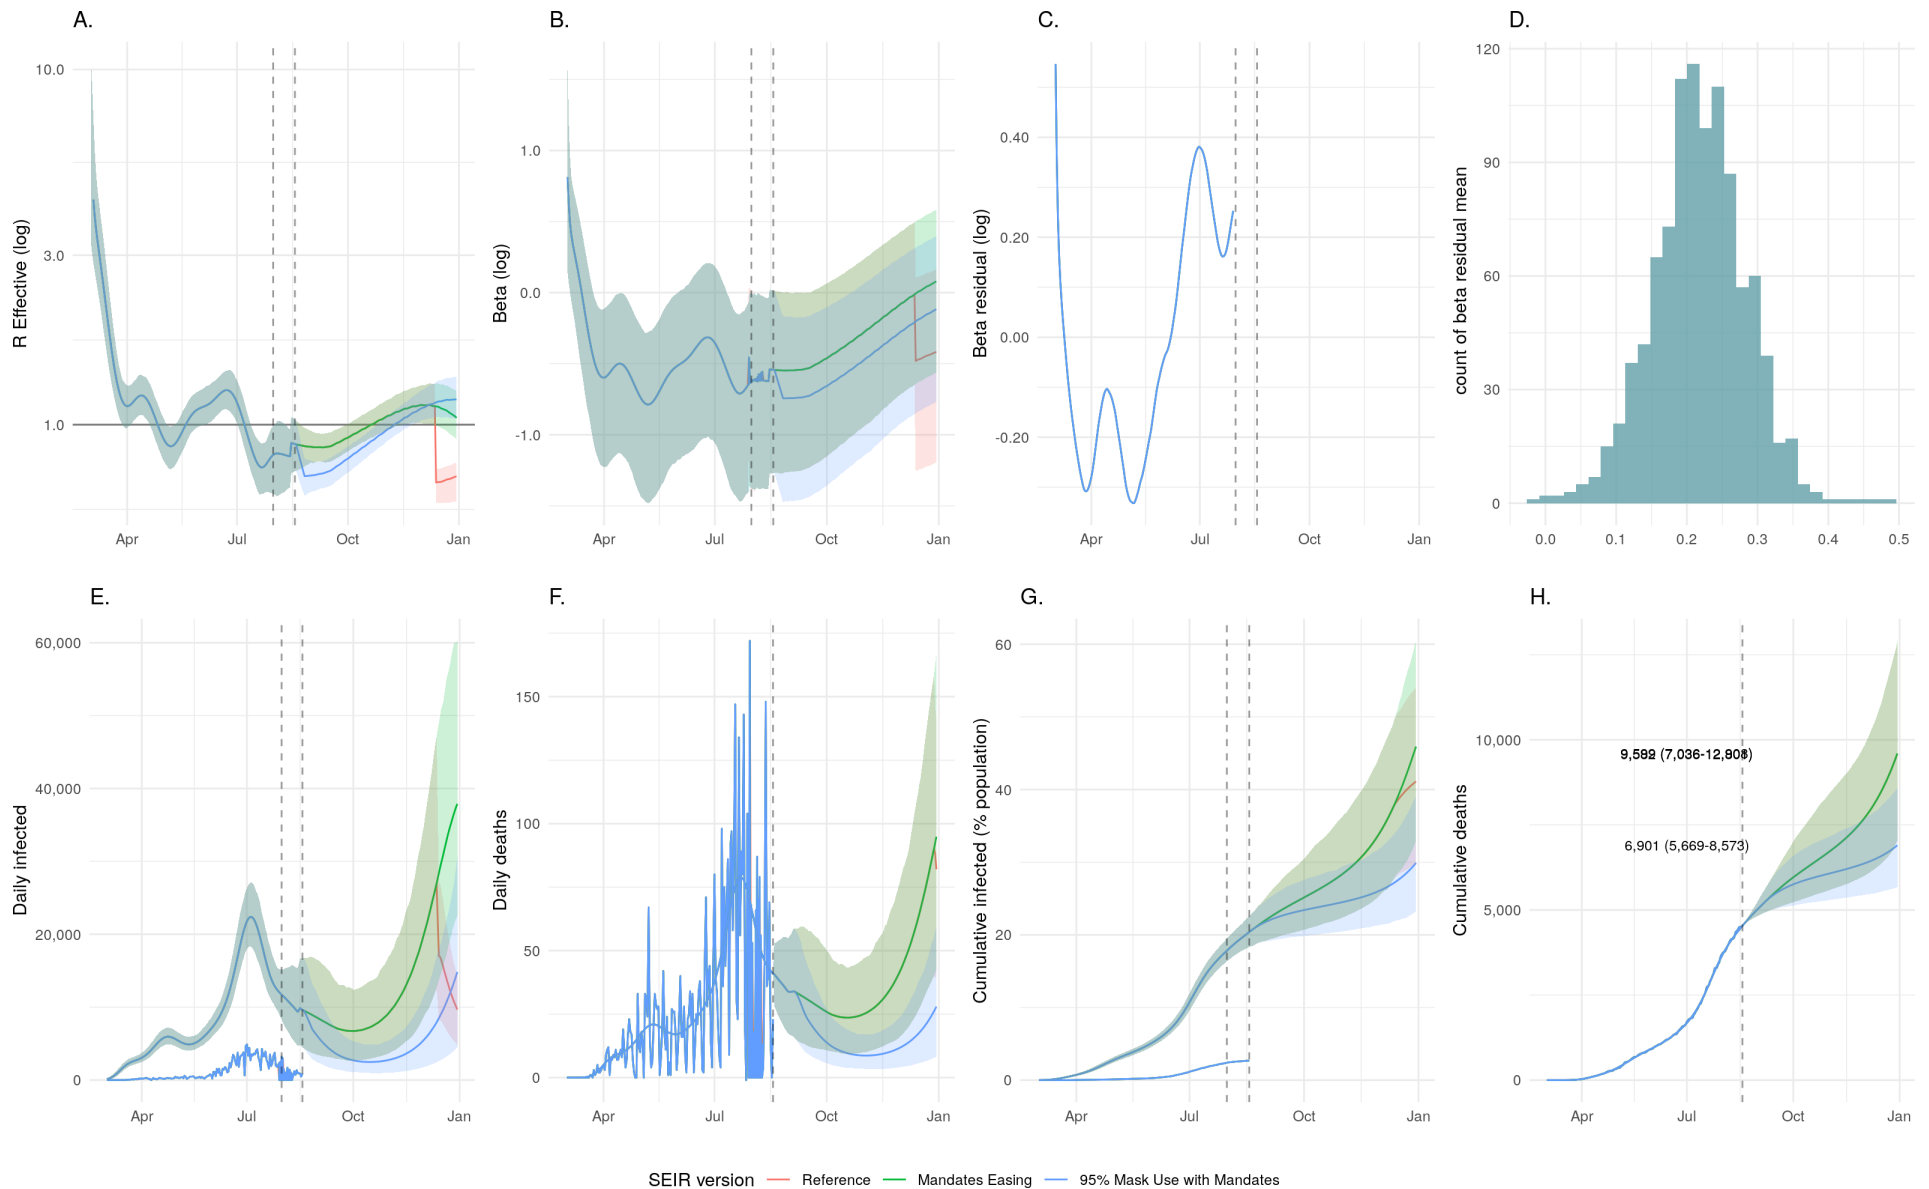 A.
B.
C.
D.
R Effective (log)
10.0
3.0
1.0
Apr
Jul
Oct
Jan
Beta (log)
1.0
0.0
-1.0
Apr
Jul
Oct
Jan
Beta residual (log)
0.40
0.20
0.00
-0.20
Apr
Jul
Oct
Jan
count of beta residual mean
120
90
60
30
0
0.0
0.1
0.2
0.3
0.4
0.5
E.
F.
G.
H.
Daily infected
60,000
40,000
20,000
0
Apr
Jul
Oct
Jan
Daily deaths
150
100
50
0
Apr
Jul
Oct
Jan
Cumulative infected (% population)
60
40
20
0
Apr
Jul
Oct
Jan
Cumulative deaths
10,000
5,000
0
6,901 (5,669-8,573)
Apr
Jul
Oct
Jan
SEIR version
Reference
Mandates Easing
95% Mask Use with Mandates